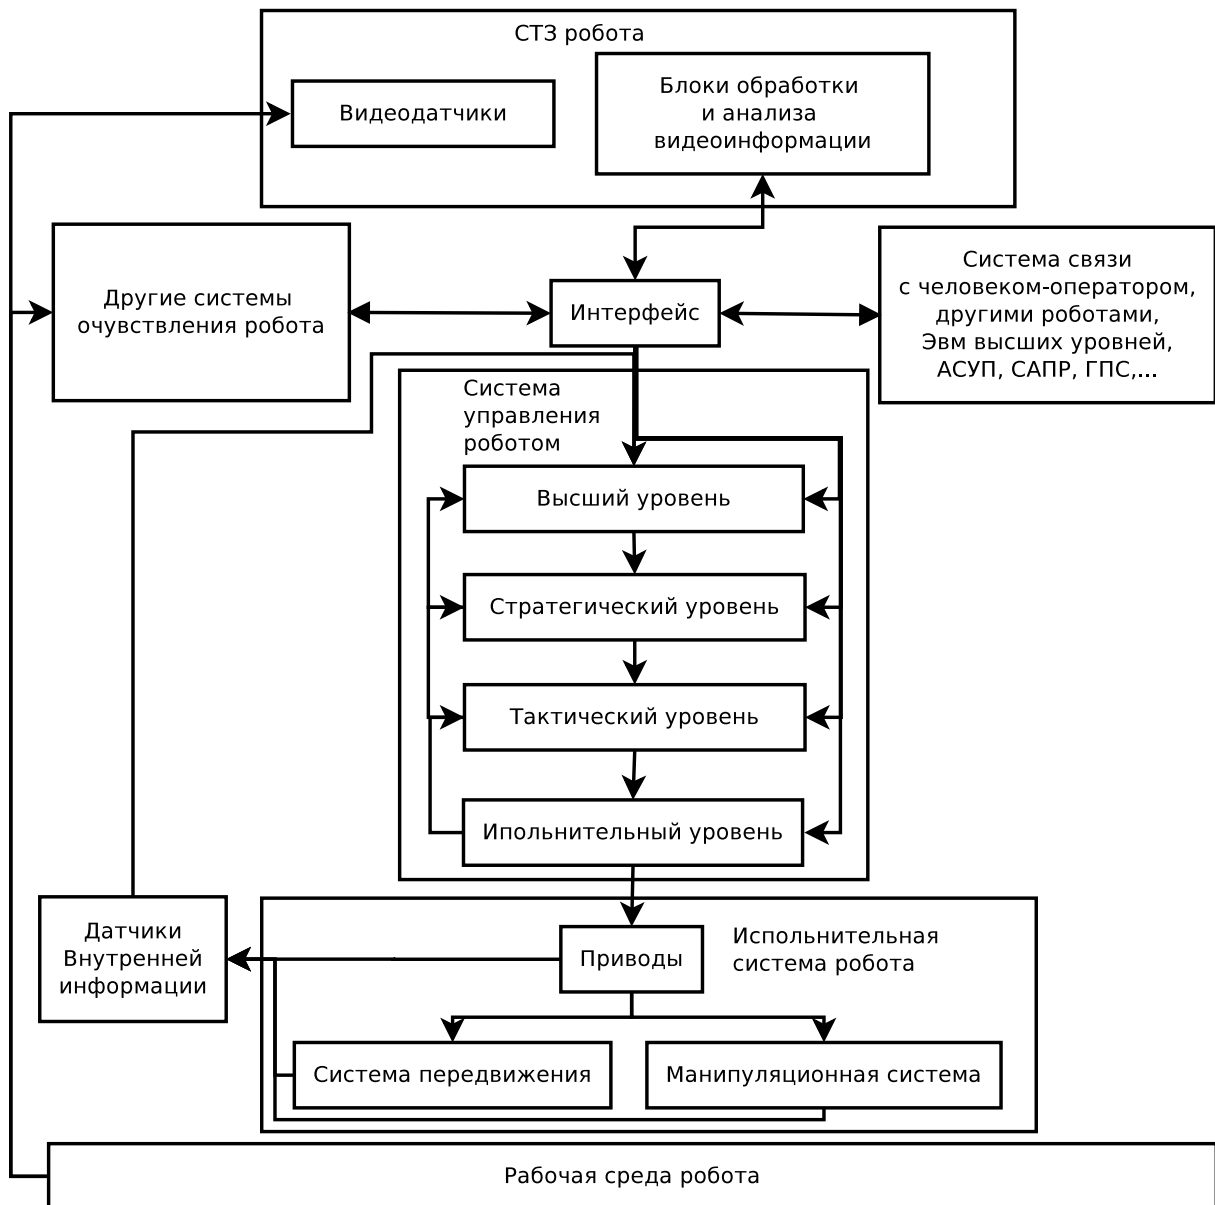 СТЗ робота
Видеодатчики
Блоки обработки
и анализа
видеоинформации
Другие системы
очувствления робота
Интерфейс
Система связи
с человеком-оператором,
другими роботами,
Эвм высших уровней,
АСУП, САПР, ГПС,...
Система
управления
роботом
Высший уровень
Стратегический уровень
Тактический уровень
Ипольнительный уровень
Датчики
Внутренней
информации
Приводы
Испольнительная
система робота
Система передвижения
Манипуляционная система
Рабочая среда робота